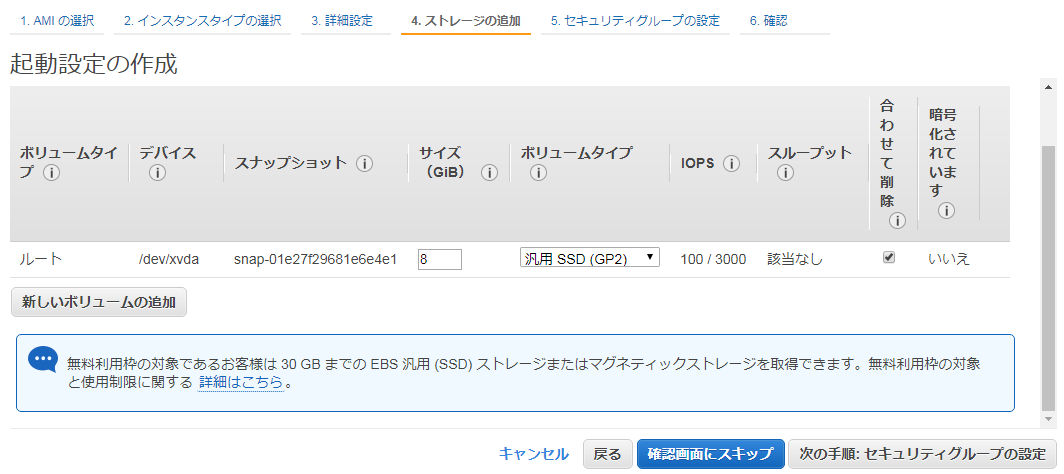 1. AMI の選択 2. インスタンスタイプの選択 3. 詳細設定 4. ストレージの追加 5. セキュリティグループの設定 6. 確認
起動設定の作成
ボリュームタイプ
デバイス
スナップショット
サイズ
（GiB）
ボリュームタイプ
IOPS
スループット
合わせて削除
暗号化されています
ルート /dev/xvda snap-01e27f29681e6e4e1 8 汎用 SSD (GP2) 100 / 3000 該当なし いいえ
新しいボリュームの追加
無料利用枠の対象であるお客様は 30 GB までの EBS 汎用 (SSD) ストレージまたはマグネティックストレージを取得できます。無料利用枠の対象
と使用制限に関する 詳細はこちら。
キャンセル 戻る 確認画面にスキップ 次の手順: セキュリティグループの設定